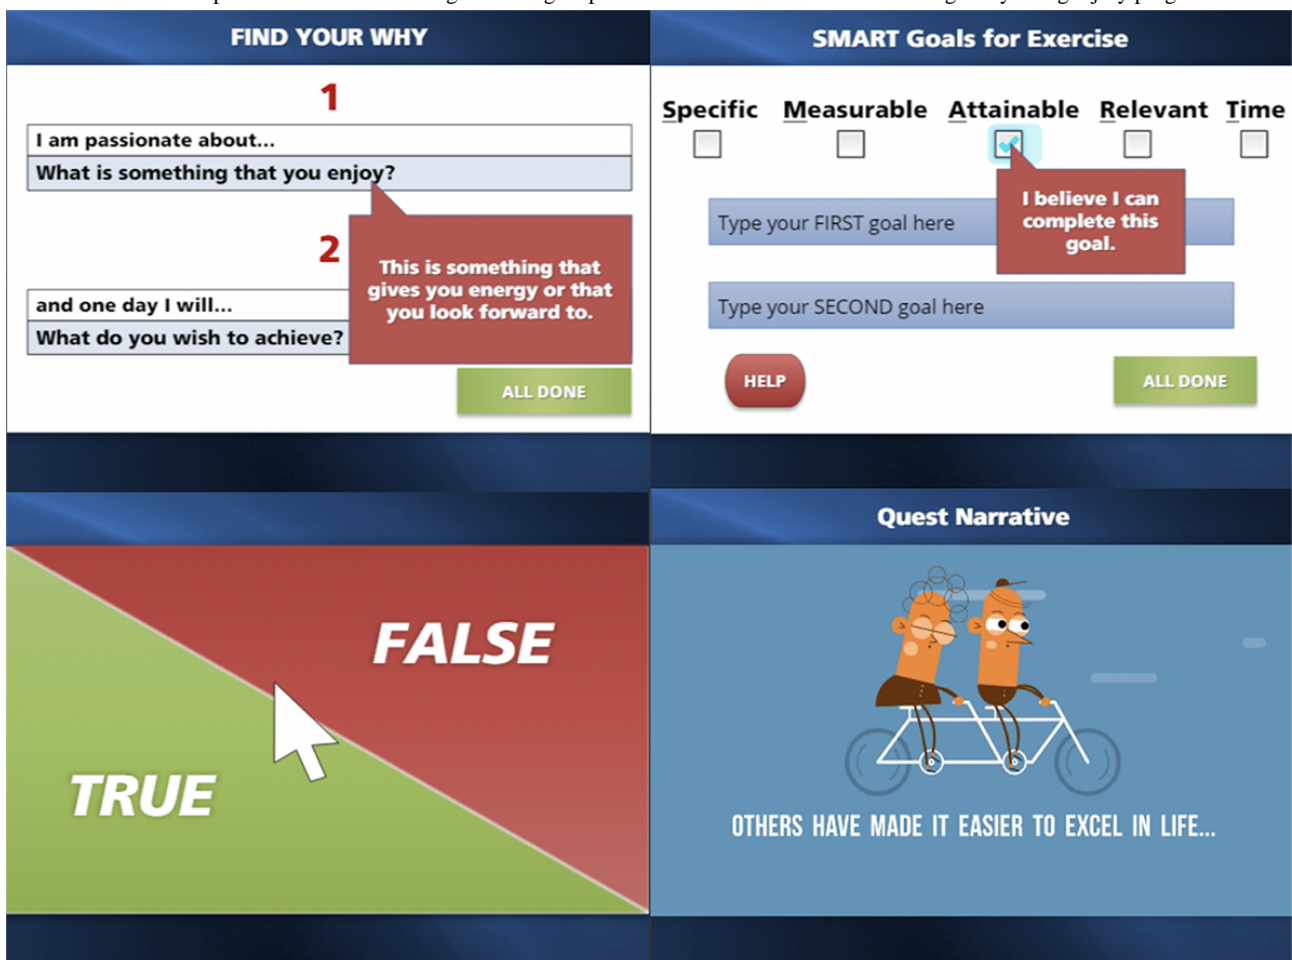 FIND YOUR WHY
1
I am passionate about...
What is something that you enjoy?
This is something that
gives you energy or that
you look forward to.
2
and one day I will...
What do you wish to achieve?
ALL DONE
SMART Goals for Exercise
Specific Measurable Attainable Relevant Time
I believe I can
complete this
goal.
Type your FIRST goal here
Type your SECOND goal here
HELP
ALL DONE
FALSE
TRUE
Quest Narrative
OTHERS HAVE MADE IT EASIER TO EXCEL IN LIFE...